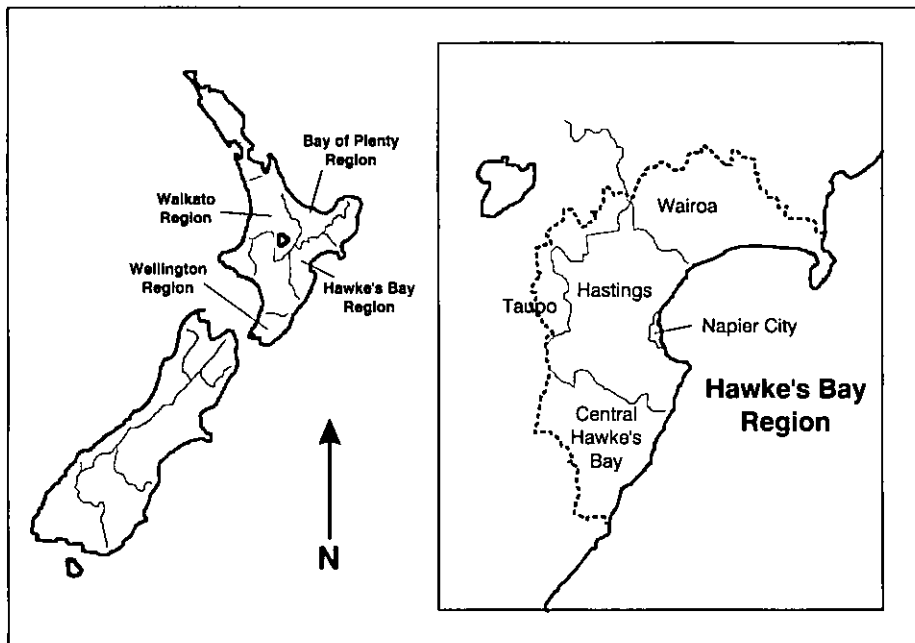 Bay of Plenty
Region
Waikato
Region
Wellington
Region
Hawke's Bay
Region
N
Wairoa
Taupo
Hastings
Napier City
Hawke's Bay
Region
Central
Hawke's
Bay